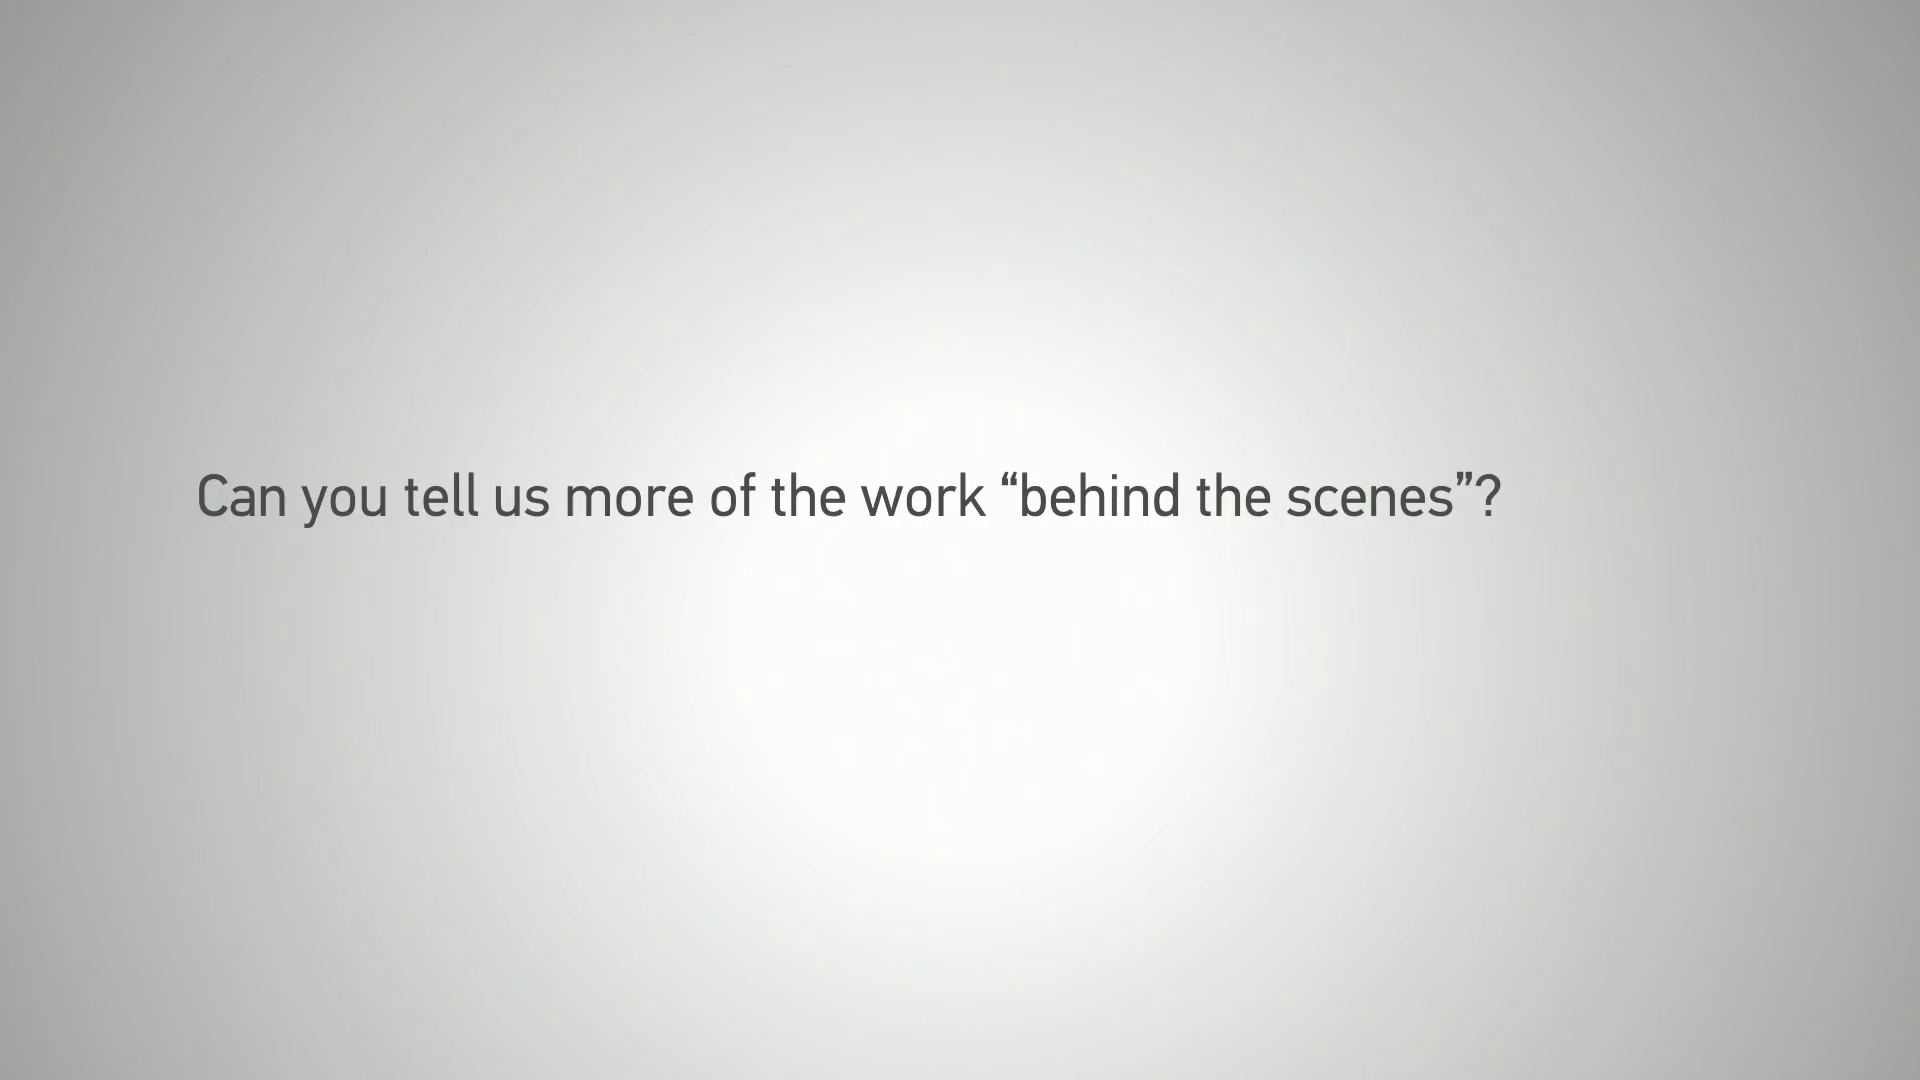 Can you tell us more of the work “behind the scenes”?